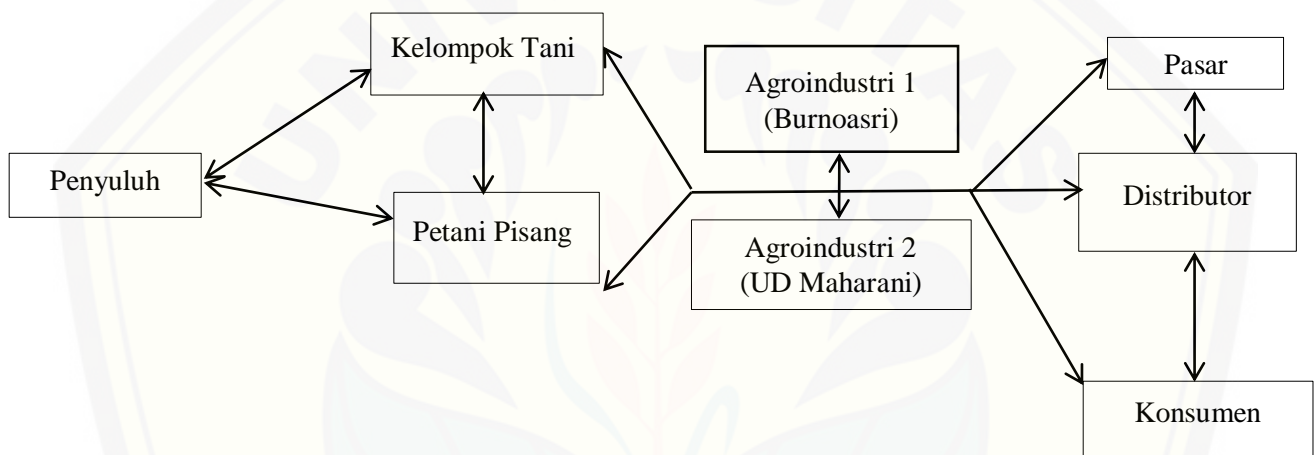 Kelompok Tani
Agroindustri 1
(Burnoasri)
Pasar
Penyuluh
Petani Pisang
Agroindustri 2
(UD Maharani)
Distributor
Konsumen